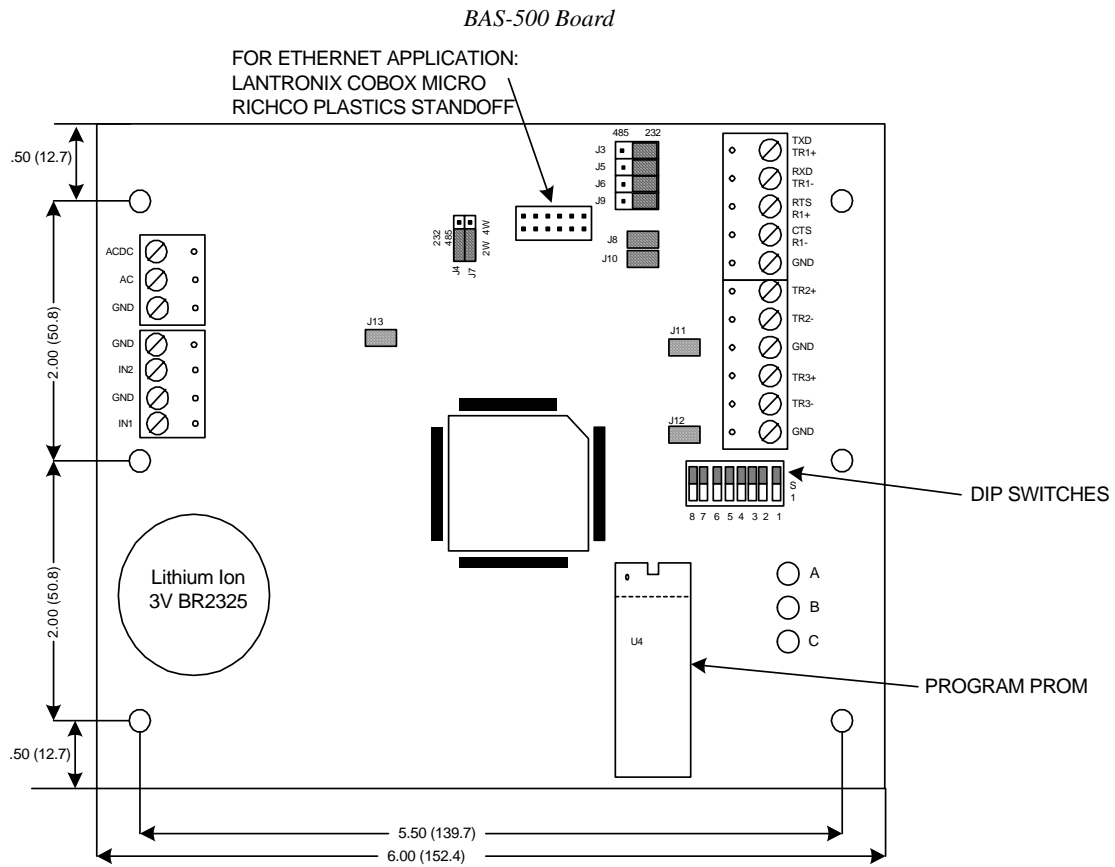 BAS-500 Board
FOR ETHERNET APPLICATION:
LANTRONIX COBOX MICRO
RICHCO PLASTICS STANDOFF
.50 (12.7)
2.00 (50.8)
2.00 (50.8)
.50 (12.7)
ACDC
AC
GND
GND
IN2
GND
IN1
232
485
4W
2W
J4
J7
485 232
J3
J5
J6
J9
J8
J10
J13
J11
J12
TXD
TR1+
RXD
TR1-
RTS
R1+
CTS
R1-
GND
TR2+
TR2-
GND
TR3+
TR3-
GND
S
1
8 7 6 5 4 3 2 1
DIP SWITCHES
Lithium Ion
3V BR2325
U4
A
B
C
PROGRAM PROM
5.50 (139.7)
6.00 (152.4)